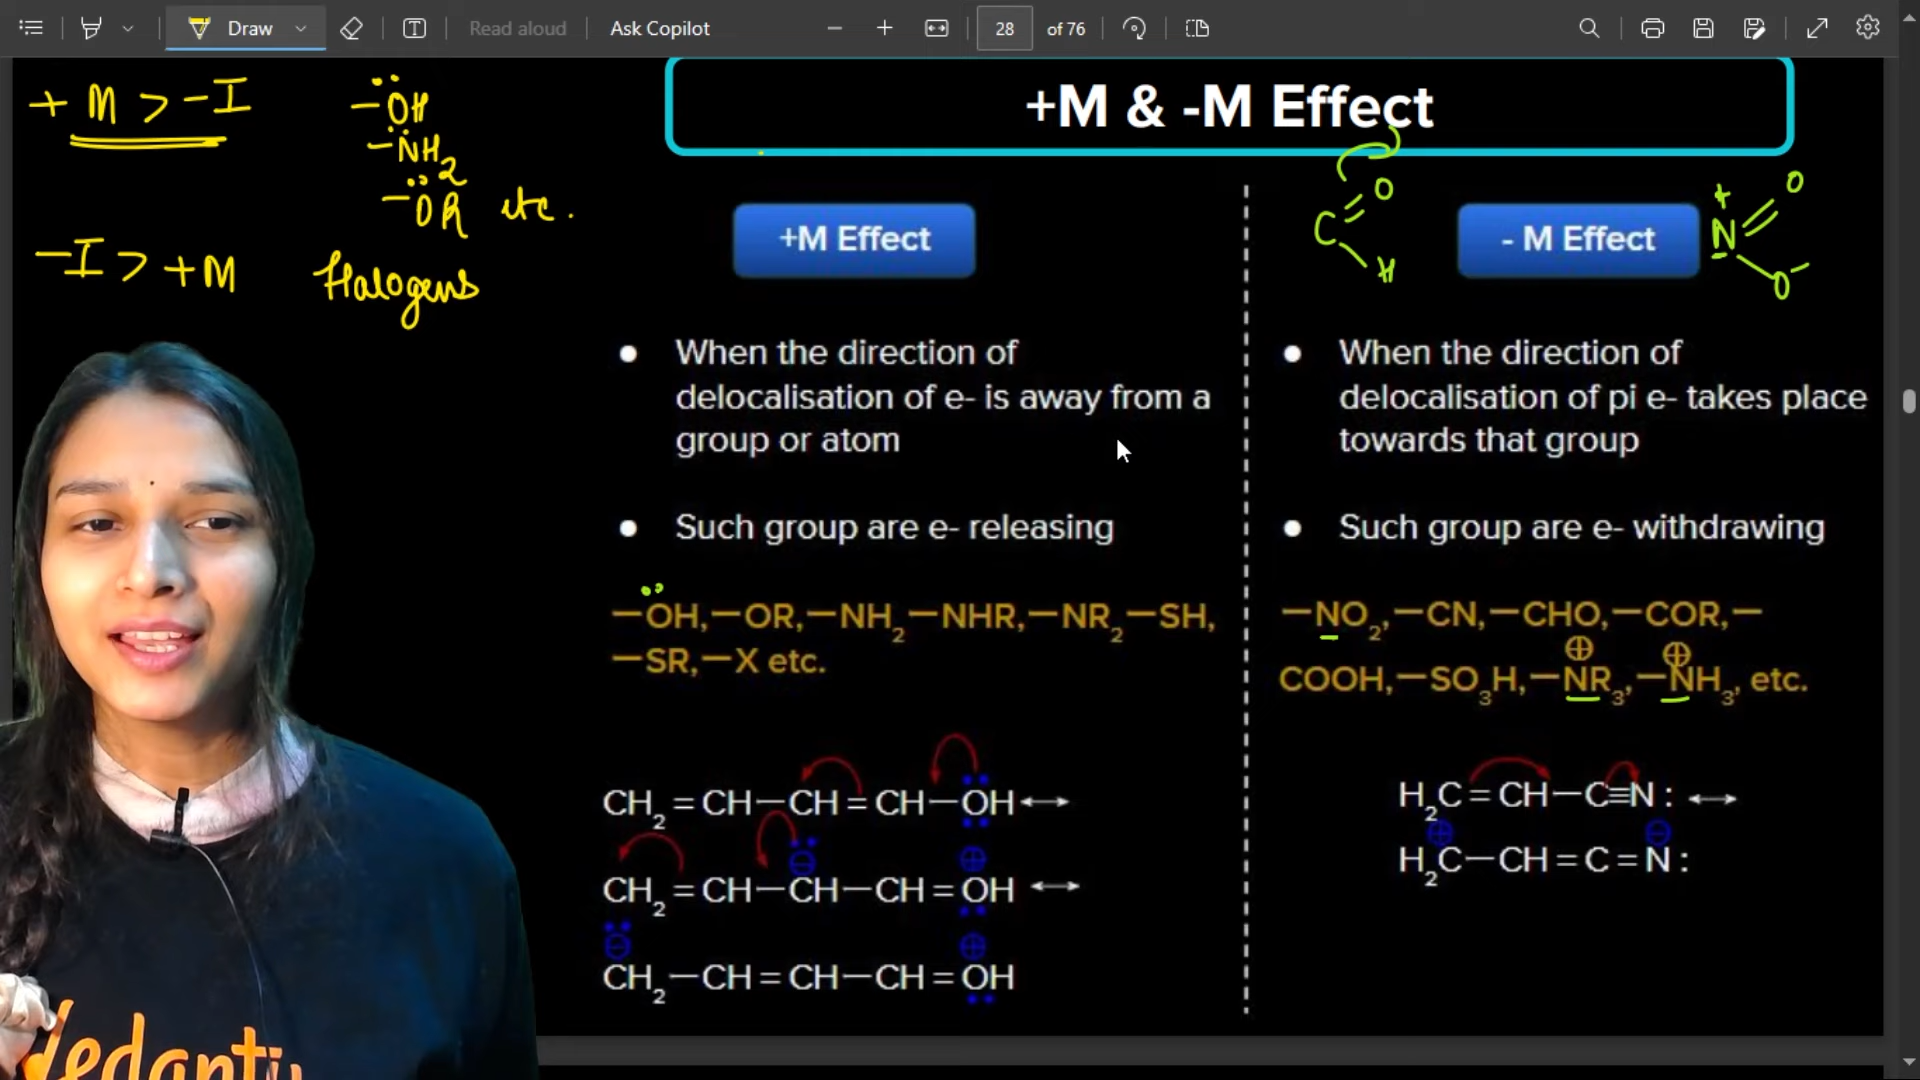 Draw
Read aloud
Ask Copilot
28
of 76
+ M > -I
-OH
-NH2
-OR etc.
-I > +M
Halogens
+M & -M Effect
+M Effect
● When the direction of
delocalisation of e- is away from a
group or atom
● Such group are e- releasing
—OH,—OR,—NH₂—NHR,—NR₂—SH,
—SR,—X etc.
CH₂=CH—CH=CH—OH↔
⊖ ⊕
CH₂=CH—CH—CH=OH ↔
⊖ ⊕
CH₂—CH=CH—CH=OH
C=O
H
- M Effect
+
N=O
O-
● When the direction of
delocalisation of pi e- takes place
towards that group
● Such group are e- withdrawing
—NO₂,—CN,—CHO,—COR,—
⊕ ⊕
COOH,—SO₃H,—NR₃,—NH₃, etc.
H₂C=CH—C≡N: ↔
⊕ ⊖
H₂C—CH=C=N:
Vedantu